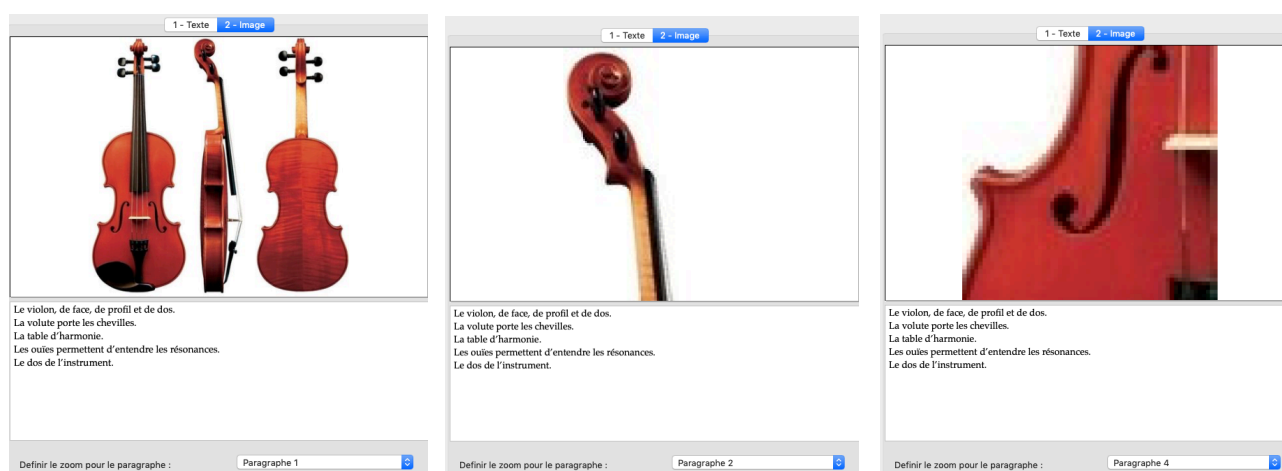 1 - Texte 2 - Image
Le violon, de face, de profil et de dos.
La volute porte les chevilles.
La table d'harmonie.
Les ouïes permettent d'entendre les résonances.
Le dos de l'instrument.
Definir le zoom pour le paragraphe : Paragraphe 1
1 - Texte 2 - Image
Le violon, de face, de profil et de dos.
La volute porte les chevilles.
La table d'harmonie.
Les ouïes permettent d'entendre les résonances.
Le dos de l'instrument.
Definir le zoom pour le paragraphe : Paragraphe 2
1 - Texte 2 - Image
Le violon, de face, de profil et de dos.
La volute porte les chevilles.
La table d'harmonie.
Les ouïes permettent d'entendre les résonances.
Le dos de l'instrument.
Definir le zoom pour le paragraphe : Paragraphe 4